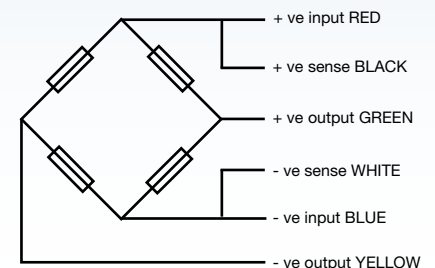 + ve input RED
+ ve sense BLACK
+ ve output GREEN
- ve sense WHITE
- ve input BLUE
- ve output YELLOW